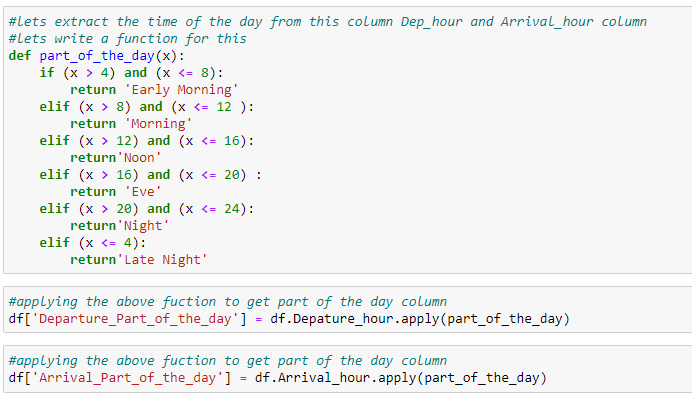 #lets extract the time of the day from this column Dep_hour and Arrival_hour column
#Lets write a function for this
def part_of_the_day(x):
    if (x > 4) and (x <= 8):
        return 'Early Morning'
    elif (x > 8) and (x <= 12 ):
        return 'Morning'
    elif (x > 12) and (x <= 16):
        return'Noon'
    elif (x > 16) and (x <= 20) :
        return 'Eve'
    elif (x > 20) and (x <= 24):
        return'Night'
    elif (x <= 4):
        return'Late Night'
#applying the above fuction to get part of the day column
df['Departure_Part_of_the_day'] = df.Depature_hour.apply(part_of_the_day)
#applying the above fuction to get part of the day column
df['Arrival_Part_of_the_day'] = df.Arrival_hour.apply(part_of_the_day)